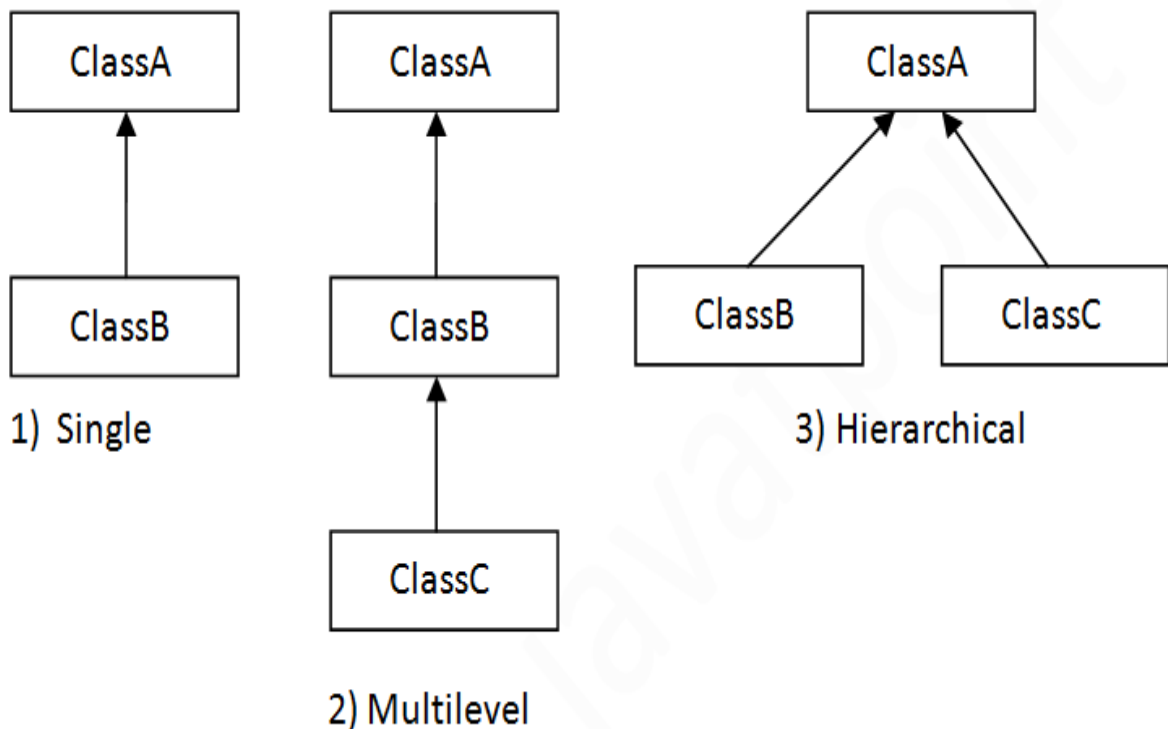 ClassA
ClassB
1) Single
ClassA
ClassB
ClassC
2) Multilevel
ClassA
ClassB
ClassC
3) Hierarchical